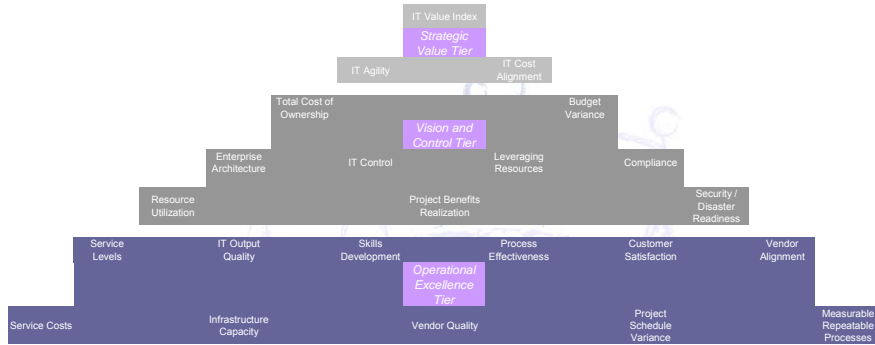 IT Value Index
Strategic
Value Tier
IT Agility
IT Cost
Alignment
Total Cost of
Ownership
Budget
Variance
Vision and
Control Tier
Enterprise
Architecture
IT Control
Leveraging
Resources
Compliance
Resource
Utilization
Project Benefits
Realization
Security /
Disaster
Readiness
Service
Levels
IT Output
Quality
Skills
Development
Process
Effectiveness
Customer
Satisfaction
Vendor
Alignment
Operational
Excellence
Tier
Service Costs
Infrastructure
Capacity
Vendor Quality
Project
Schedule
Variance
Measurable
Repeatable
Processes